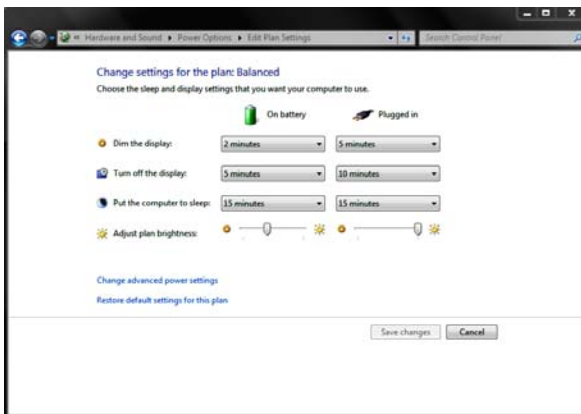 Hardware and Sound ▸ Power Options ▸ Edit Plan Settings
Search Control Panel
Change settings for the plan: Balanced
Choose the sleep and display settings that you want your computer to use.
On battery Plugged in
Dim the display: 2 minutes 5 minutes
Turn off the display: 5 minutes 10 minutes
Put the computer to sleep: 15 minutes 15 minutes
Adjust plan brightness:
Change advanced power settings
Restore default settings for this plan
Save changes Cancel